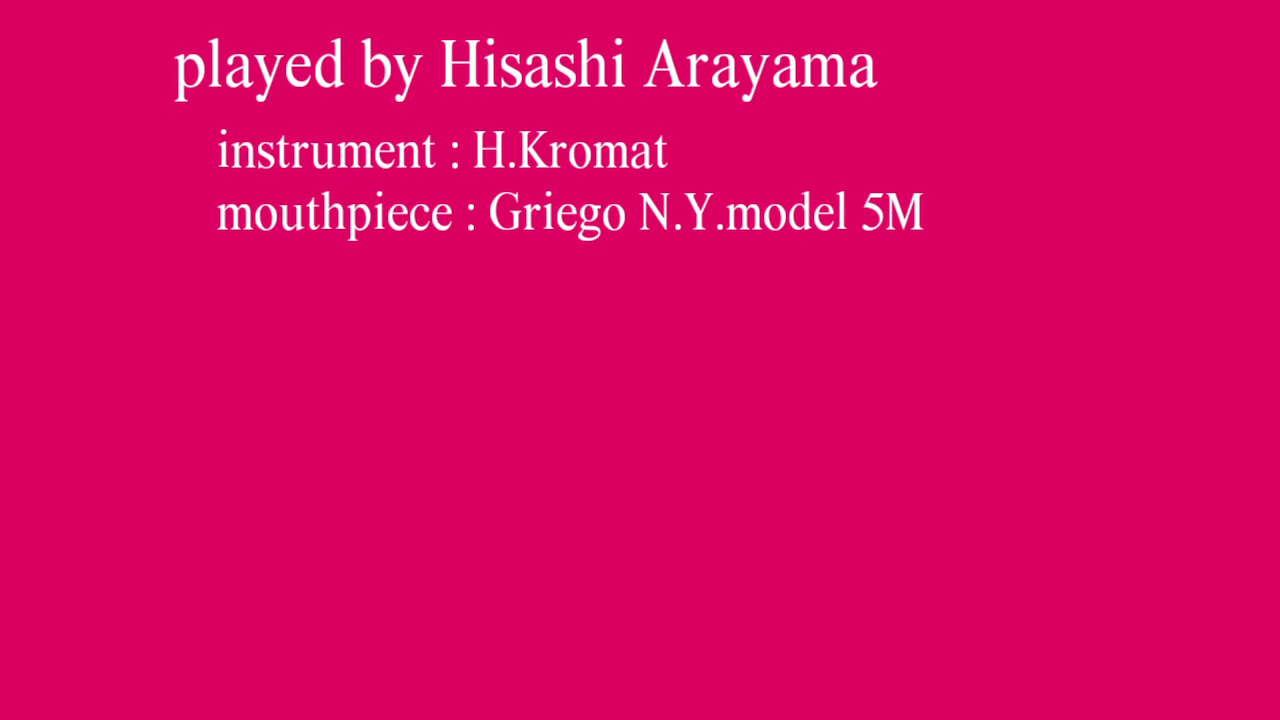 played by Hisashi Arayama
instrument : H.Kromat
mouthpiece : Griego N.Y.model 5M